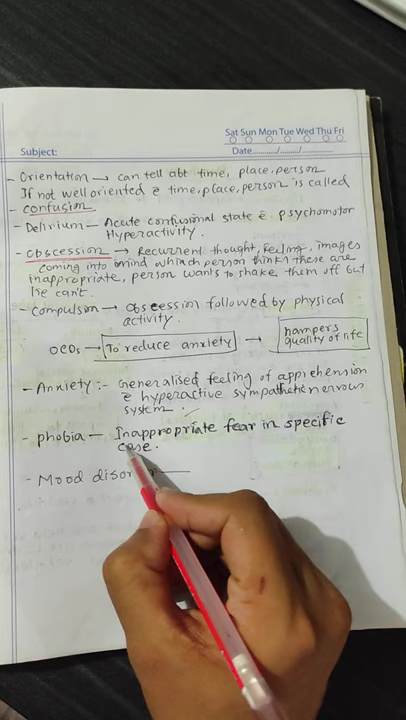 Sat Sun Mon Tue Wed Thu Fri
Subject:
Date............/........./..............
- Orientation → can tell abt time, place, person
If not well oriented c̄ time, place, person is called
- confusion
- Delirium – Acute confusional state c̄ psychomotor
Hyperactivity.
- obscession → Recurrent thought, feeling, images
coming into mind which person thinks these are
inappropriate, person wants to shake them off but
he can't.
- compulsion → obscession followed by physical
activity.
OCDs → To reduce anxiety → hampers
quality of life
- Anxiety :- Generalised feeling of apprehension
c̄ hyperactive sympathetic nervous
system.
- phobia – Inappropriate fear in specific
case.
- Mood